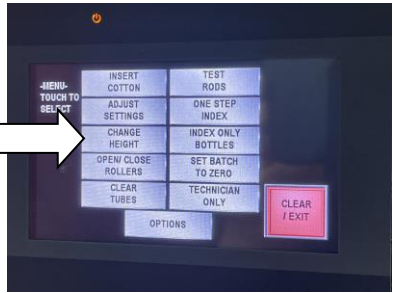 -MENU-
TOUCH TO
SELECT
INSERT
COTTON
TEST
RODS
ADJUST
SETTINGS
ONE STEP
INDEX
CHANGE
HEIGHT
INDEX ONLY
BOTTLES
OPEN/ CLOSE
ROLLERS
SET BATCH
TO ZERO
CLEAR
TUBES
TECHNICIAN
ONLY
OPTIONS
CLEAR
/ EXIT